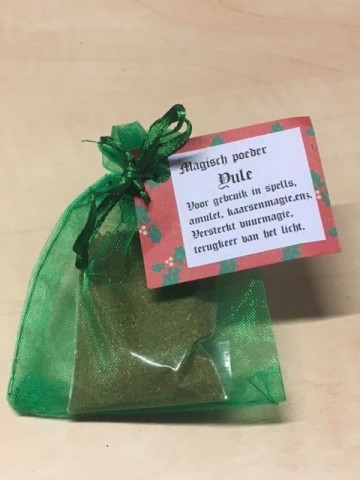 Magisch poeder
Yule
Voor gebruik in spells,
amulet, kaarsenmagie,enz.
Versterkt vuurmagie,
terugkeer van het licht.